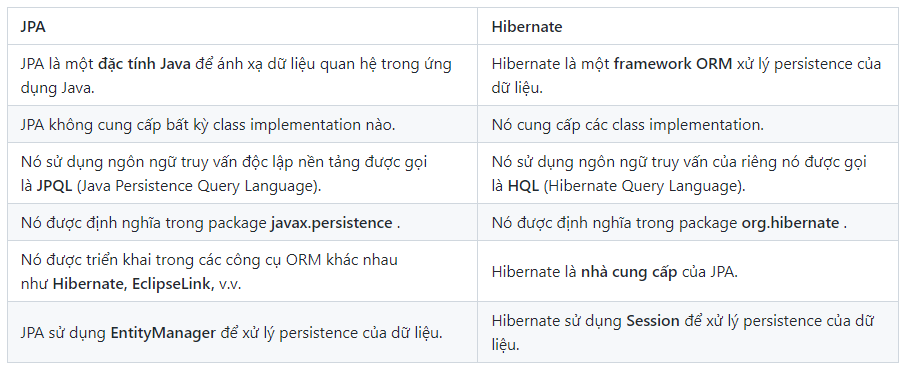 JPA
Hibernate
JPA là một đặc tính Java để ánh xạ dữ liệu quan hệ trong ứng
dụng Java.
Hibernate là một framework ORM xử lý persistence của
dữ liệu.
JPA không cung cấp bất kỳ class implementation nào.
Nó cung cấp các class implementation.
Nó sử dụng ngôn ngữ truy vấn độc lập nền tảng được gọi
là JPQL (Java Persistence Query Language).
Nó sử dụng ngôn ngữ truy vấn của riêng nó được gọi
là HQL (Hibernate Query Language).
Nó được định nghĩa trong package javax.persistence .
Nó được định nghĩa trong package org.hibernate .
Nó được triển khai trong các công cụ ORM khác nhau
như Hibernate, EclipseLink, v.v.
Hibernate là nhà cung cấp của JPA.
JPA sử dụng EntityManager để xử lý persistence của dữ liệu.
Hibernate sử dụng Session để xử lý persistence của dữ
liệu.